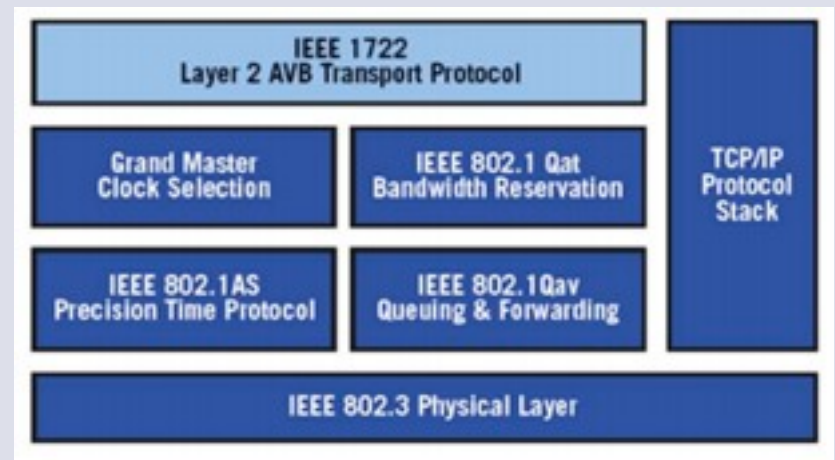 IEEE 1722
Layer 2 AVB Transport Protocol
Grand Master
Clock Selection
IEEE 802.1 Qat
Bandwidth Reservation
TCP/IP
Protocol
Stack
IEEE 802.1AS
Precision Time Protocol
IEEE 802.1Qav
Queuing & Forwarding
IEEE 802.3 Physical Layer